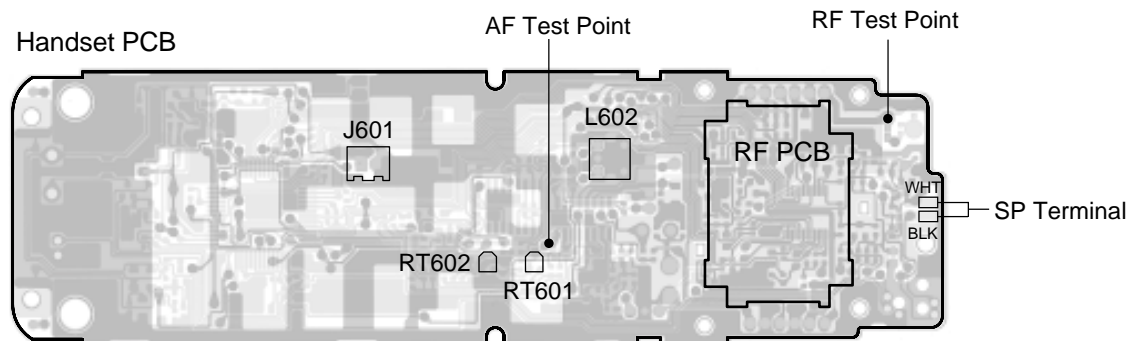 Handset PCB
AF Test Point
RF Test Point
J601
L602
RF PCB
WHT
BLK
SP Terminal
RT602
RT601